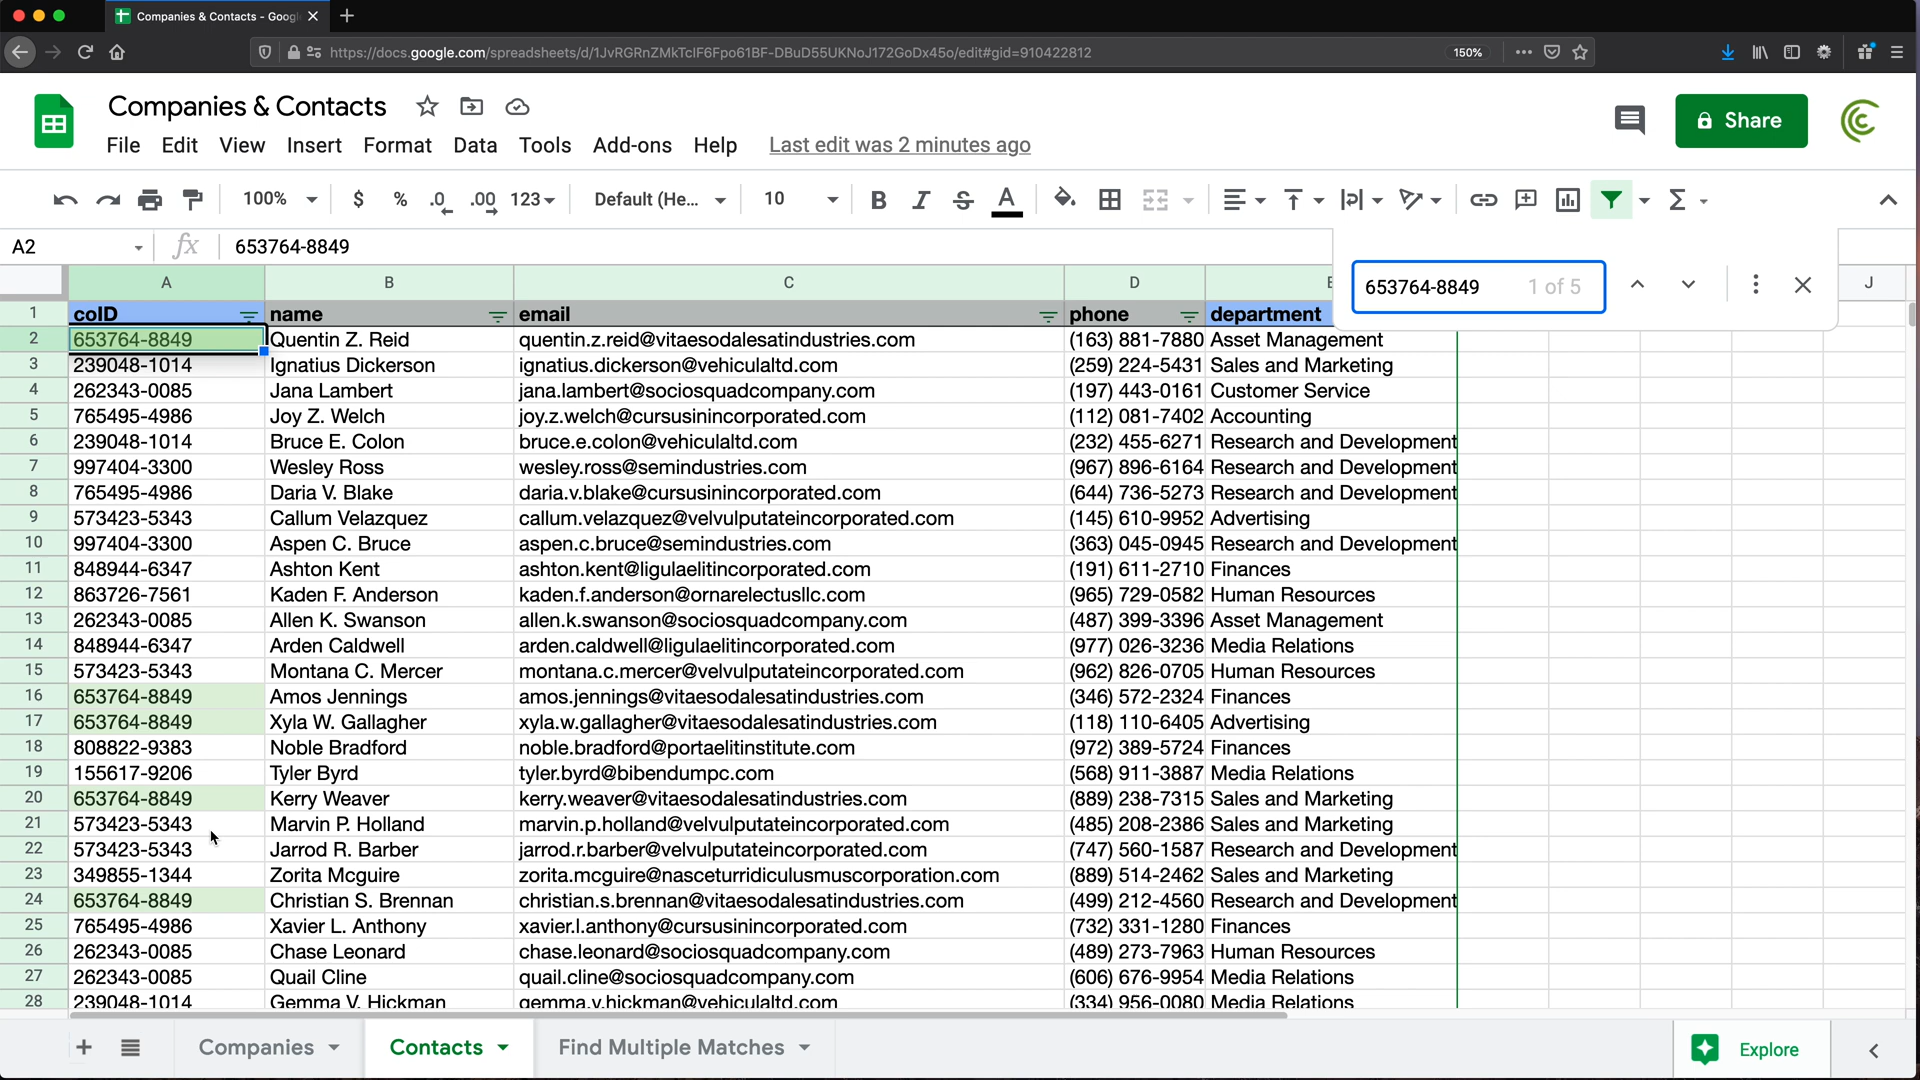 Companies & Contacts - Googl
https://docs.google.com/spreadsheets/d/1JvRGRnZMkTcIF6Fpo61BF-DBuD55UKNoJ172GoDx45o/edit#gid=910422812
150%
Companies & Contacts
Share
File Edit View Insert Format Data Tools Add-ons Help Last edit was 2 minutes ago
100% $ % .0 .00 123 Default (He... 10 B I S A
A2 fx 653764-8849
653764-8849 1 of 5
A B C D E J
1 coID name email phone department
2 653764-8849 Quentin Z. Reid quentin.z.reid@vitaesodalesatindustries.com (163) 881-7880 Asset Management
3 239048-1014 Ignatius Dickerson ignatius.dickerson@vehiculaltd.com (259) 224-5431 Sales and Marketing
4 262343-0085 Jana Lambert jana.lambert@sociosquadcompany.com (197) 443-0161 Customer Service
5 765495-4986 Joy Z. Welch joy.z.welch@cursusinincorporated.com (112) 081-7402 Accounting
6 239048-1014 Bruce E. Colon bruce.e.colon@vehiculaltd.com (232) 455-6271 Research and Development
7 997404-3300 Wesley Ross wesley.ross@semindustries.com (967) 896-6164 Research and Development
8 765495-4986 Daria V. Blake daria.v.blake@cursusinincorporated.com (644) 736-5273 Research and Development
9 573423-5343 Callum Velazquez callum.velazquez@velvulputateincorporated.com (145) 610-9952 Advertising
10 997404-3300 Aspen C. Bruce aspen.c.bruce@semindustries.com (363) 045-0945 Research and Development
11 848944-6347 Ashton Kent ashton.kent@ligulaelitincorporated.com (191) 611-2710 Finances
12 863726-7561 Kaden F. Anderson kaden.f.anderson@ornarelectusllc.com (965) 729-0582 Human Resources
13 262343-0085 Allen K. Swanson allen.k.swanson@sociosquadcompany.com (487) 399-3396 Asset Management
14 848944-6347 Arden Caldwell arden.caldwell@ligulaelitincorporated.com (977) 026-3236 Media Relations
15 573423-5343 Montana C. Mercer montana.c.mercer@velvulputateincorporated.com (962) 826-0705 Human Resources
16 653764-8849 Amos Jennings amos.jennings@vitaesodalesatindustries.com (346) 572-2324 Finances
17 653764-8849 Xyla W. Gallagher xyla.w.gallagher@vitaesodalesatindustries.com (118) 110-6405 Advertising
18 808822-9383 Noble Bradford noble.bradford@portaelitinstitute.com (972) 389-5724 Finances
19 155617-9206 Tyler Byrd tyler.byrd@bibendumpc.com (568) 911-3887 Media Relations
20 653764-8849 Kerry Weaver kerry.weaver@vitaesodalesatindustries.com (889) 238-7315 Sales and Marketing
21 573423-5343 Marvin P. Holland marvin.p.holland@velvulputateincorporated.com (485) 208-2386 Sales and Marketing
22 573423-5343 Jarrod R. Barber jarrod.r.barber@velvulputateincorporated.com (747) 560-1587 Research and Development
23 349855-1344 Zorita Mcguire zorita.mcguire@nasceturridiculusmuscorporation.com (889) 514-2462 Sales and Marketing
24 653764-8849 Christian S. Brennan christian.s.brennan@vitaesodalesatindustries.com (499) 212-4560 Research and Development
25 765495-4986 Xavier L. Anthony xavier.l.anthony@cursusinincorporated.com (732) 331-1280 Finances
26 262343-0085 Chase Leonard chase.leonard@sociosquadcompany.com (489) 273-7963 Human Resources
27 262343-0085 Quail Cline quail.cline@sociosquadcompany.com (606) 676-9954 Media Relations
28 239048-1014 Gemma V. Hickman gemma.v.hickman@vehiculaltd.com (334) 956-0080 Media Relations
Companies Contacts Find Multiple Matches Explore